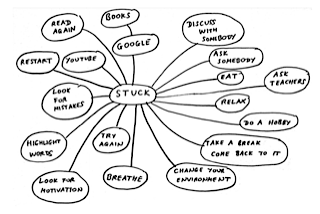 BOOKS
READ
AGAIN
GOOGLE
DISCUSS
WITH
SOMEBODY
RESTART
YOUTUBE
ASK
SOMEBODY
EAT
ASK
TEACHERS
LOOK
FOR
MISTAKES
STUCK
RELAX
DO A HOBBY
HIGHLIGHT
WORDS
TRY
AGAIN
TAKE A BREAK
COME BACK TO IT
LOOK FOR
MOTIVATION
BREATHE
CHANGE YOUR
ENVIRONMENT